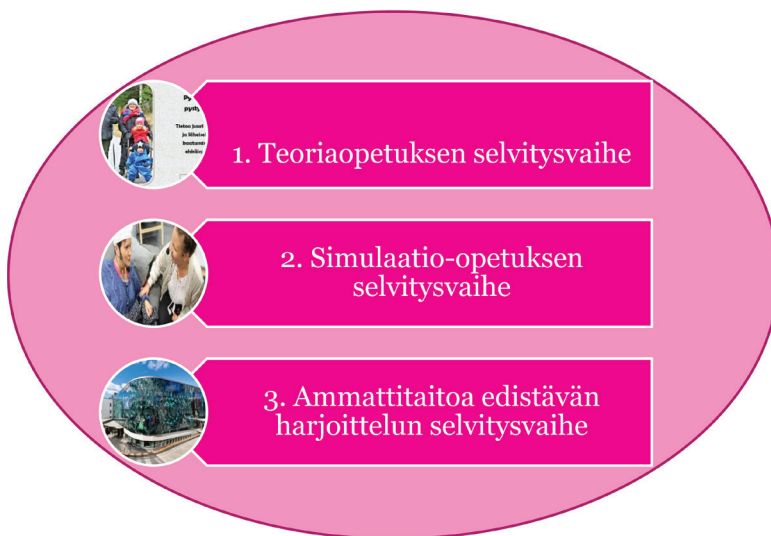 1. Teoriaopetuksen selvitysvaihe
2. Simulaatio-opetuksen
selvitysvaihe
3. Ammattitaitoa edistävän
harjoittelun selvitysvaihe